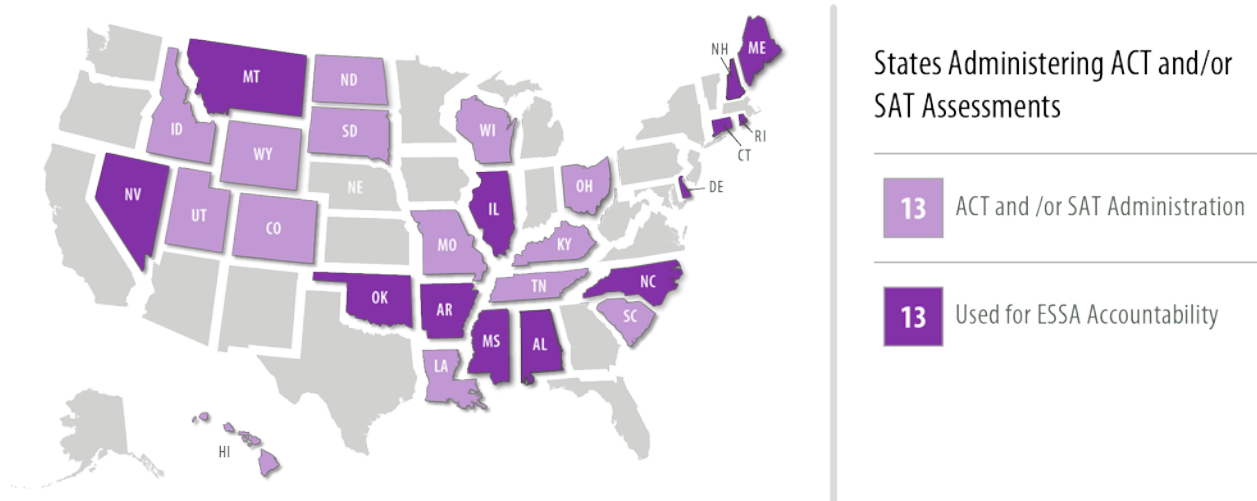 NH
ME
MT
ND
RI
ID
SD
WI
CT
WY
DE
NE
OH
NV
IL
UT
CO
MO
KY
TN
NC
OK
AR
SC
MS
AL
LA
HI
States Administering ACT and/or
SAT Assessments
13 ACT and /or SAT Administration
13 Used for ESSA Accountability